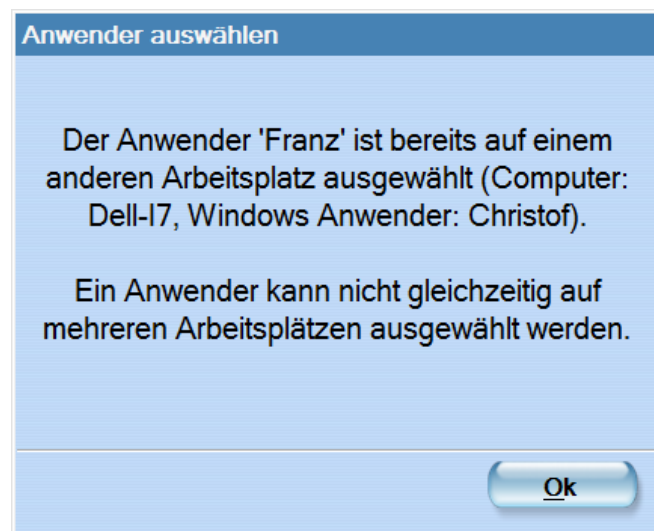 Anwender auswählen
Der Anwender 'Franz' ist bereits auf einem
anderen Arbeitsplatz ausgewählt (Computer:
Dell-I7, Windows Anwender: Christof).
Ein Anwender kann nicht gleichzeitig auf
mehreren Arbeitsplätzen ausgewählt werden.
Ok